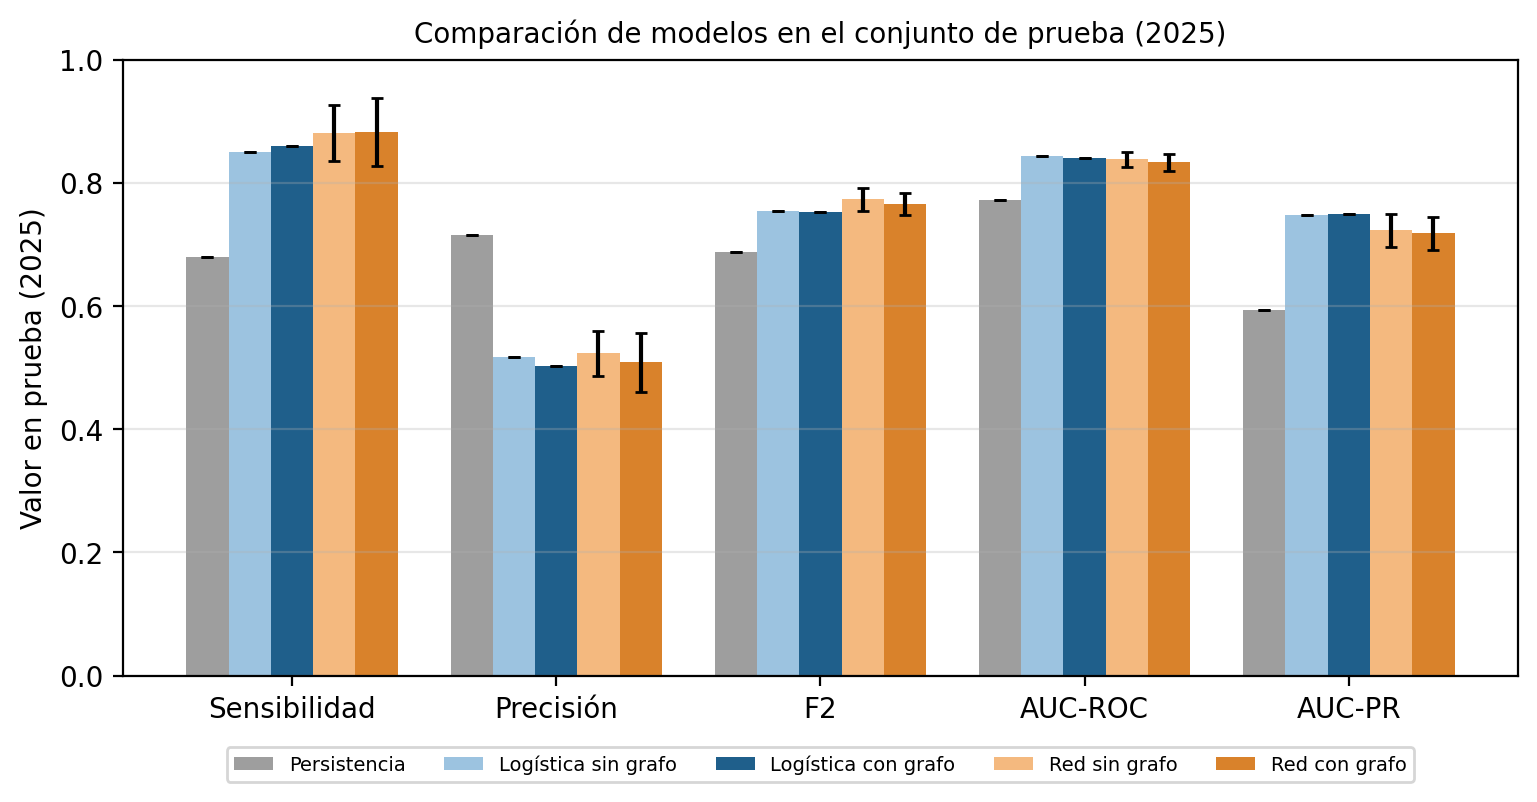 Comparación de modelos en el conjunto de prueba (2025)
Valor en prueba (2025)
1.0
0.8
0.6
0.4
0.2
0.0
Sensibilidad Precisión F2 AUC-ROC AUC-PR
Persistencia Logística sin grafo Logística con grafo Red sin grafo Red con grafo